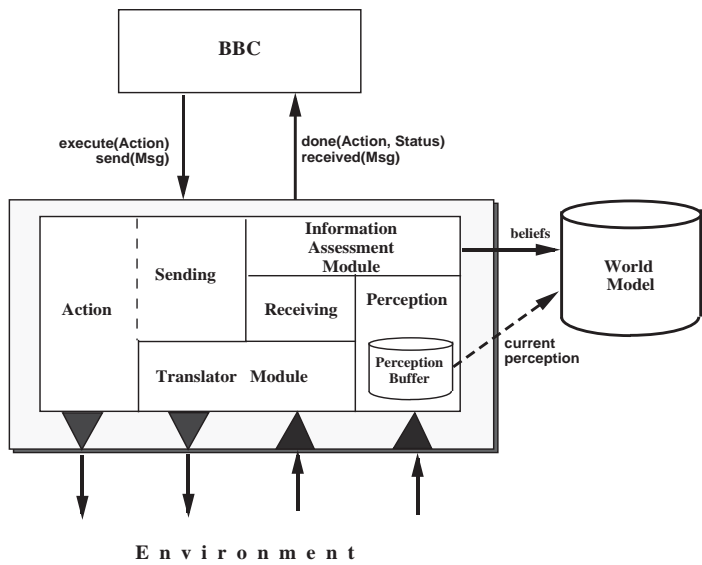 BBC
execute(Action)
send(Msg)
done(Action, Status)
received(Msg)
Information
Assessment
Module
beliefs
Sending
World
Model
Action
Receiving
Perception
current
perception
Translator Module
Perception
Buffer
Environment